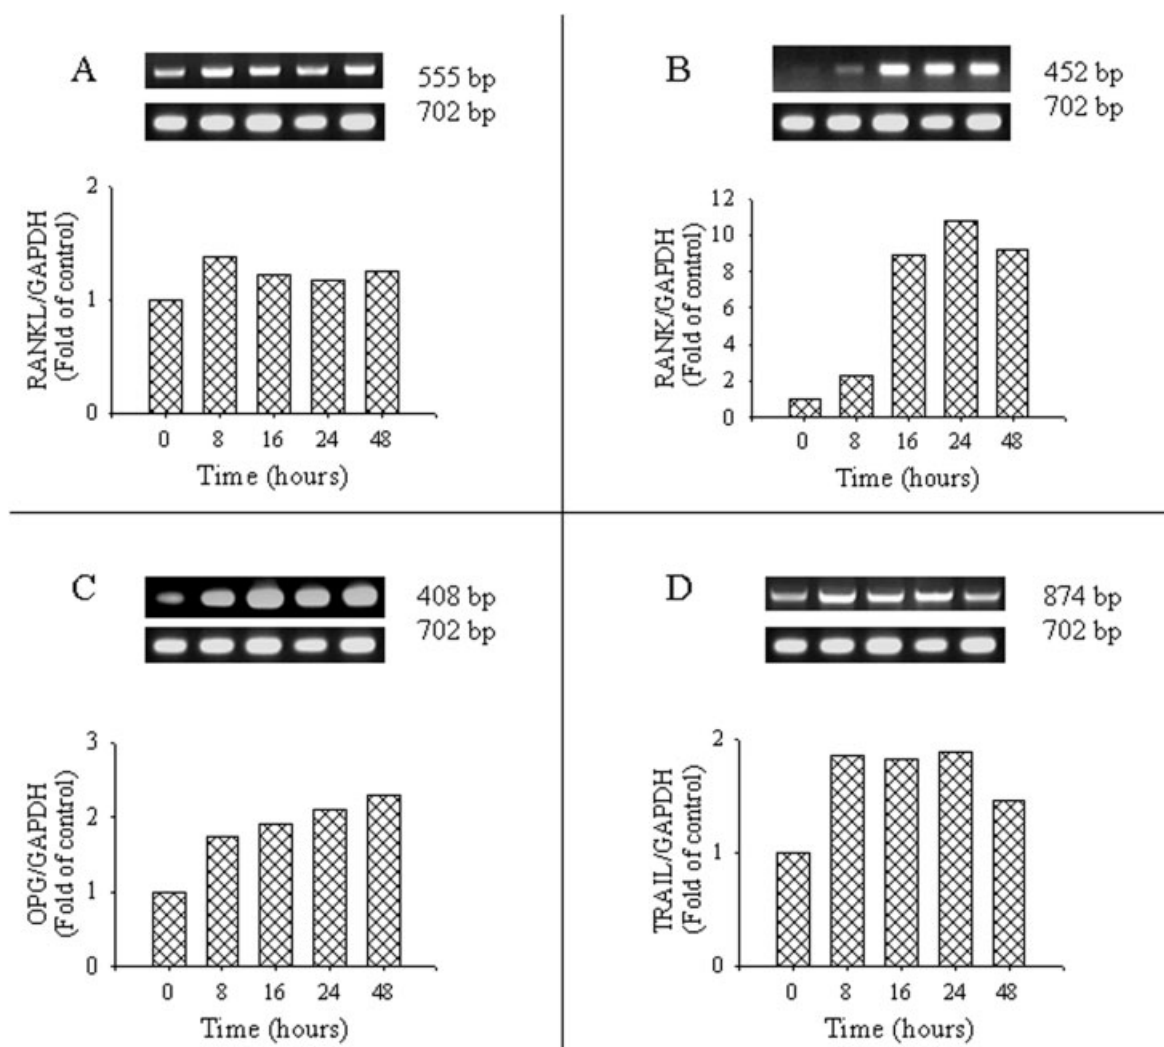 A
555 bp
702 bp
RANKL/GAPDH
(Fold of control)
2
1
0
0 8 16 24 48
Time (hours)
B
452 bp
702 bp
RANK/GAPDH
(Fold of control)
12
10
8
6
4
2
0
0 8 16 24 48
Time (hours)
C
408 bp
702 bp
OPG/GAPDH
(Fold of control)
3
2
1
0
0 8 16 24 48
Time (hours)
D
874 bp
702 bp
TRAIL/GAPDH
(Fold of control)
2
1
0
0 8 16 24 48
Time (hours)